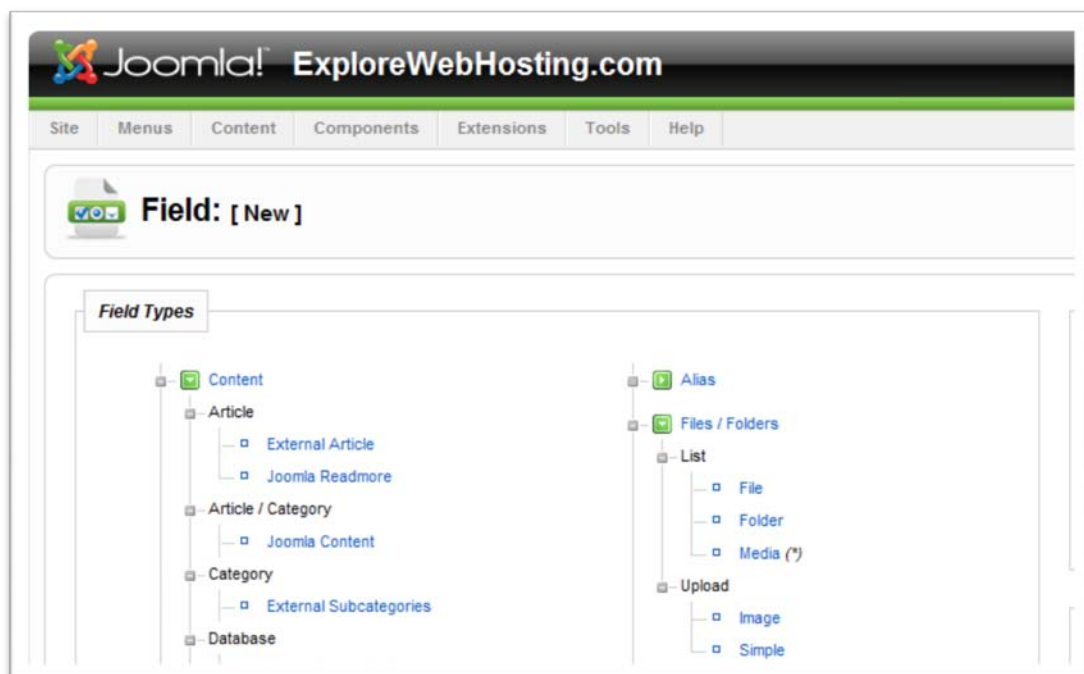 Joomla! ExploreWebHosting.com
Site Menus Content Components Extensions Tools Help
Field: [ New ]
Field Types
Content
Article
External Article
Joomla Readmore
Article / Category
Joomla Content
Category
External Subcategories
Database
Alias
Files / Folders
List
File
Folder
Media (*)
Upload
Image
Simple